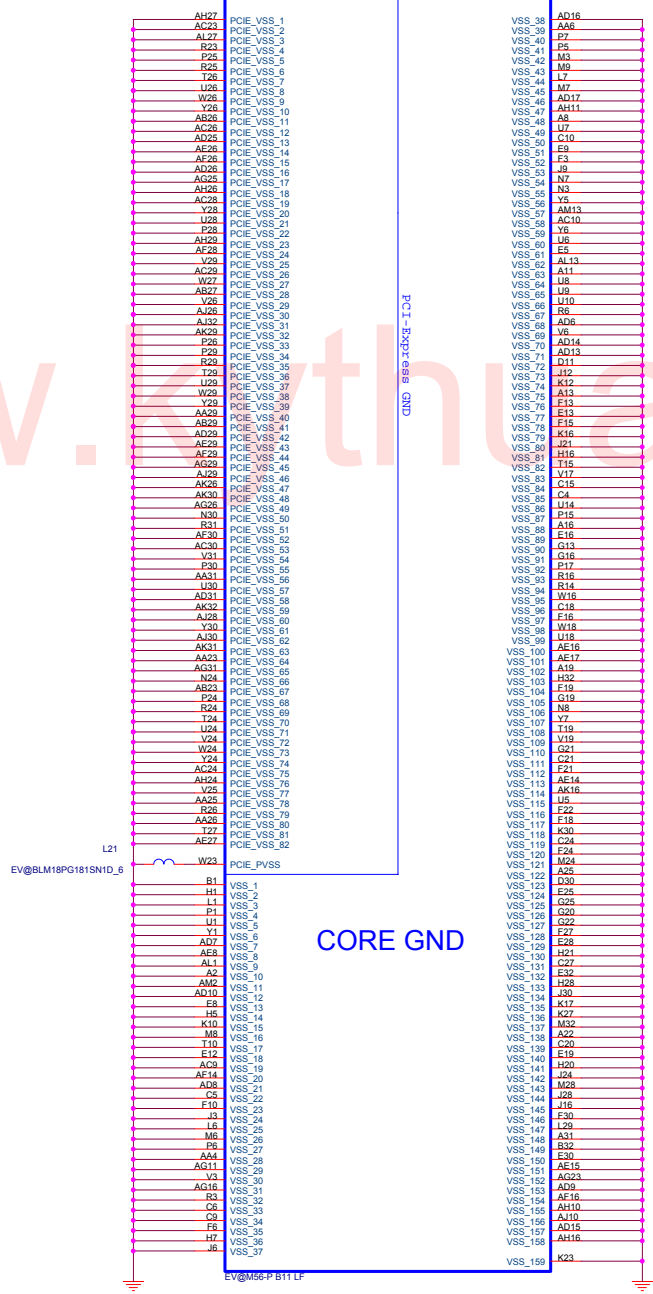 AH27 PCIE_VSS_1
AC23 PCIE_VSS_2
AL27 PCIE_VSS_3
R23 PCIE_VSS_4
P25 PCIE_VSS_5
R25 PCIE_VSS_6
T26 PCIE_VSS_7
U26 PCIE_VSS_8
W26 PCIE_VSS_9
Y26 PCIE_VSS_10
AB26 PCIE_VSS_11
AC26 PCIE_VSS_12
AD25 PCIE_VSS_13
AE26 PCIE_VSS_14
AF26 PCIE_VSS_15
AD26 PCIE_VSS_16
AG25 PCIE_VSS_17
AH26 PCIE_VSS_18
AC28 PCIE_VSS_19
Y28 PCIE_VSS_20
U28 PCIE_VSS_21
P28 PCIE_VSS_22
AH29 PCIE_VSS_23
AF28 PCIE_VSS_24
V29 PCIE_VSS_25
AC29 PCIE_VSS_26
W27 PCIE_VSS_27
AB27 PCIE_VSS_28
V26 PCIE_VSS_29
AJ26 PCIE_VSS_30
AJ32 PCIE_VSS_31
AK29 PCIE_VSS_32
P26 PCIE_VSS_33
P29 PCIE_VSS_34
R29 PCIE_VSS_35
T29 PCIE_VSS_36
U29 PCIE_VSS_37
W29 PCIE_VSS_38
Y29 PCIE_VSS_39
AA29 PCIE_VSS_40
AB29 PCIE_VSS_41
AD29 PCIE_VSS_42
AE29 PCIE_VSS_43
AF29 PCIE_VSS_44
AG29 PCIE_VSS_45
AJ29 PCIE_VSS_46
AK26 PCIE_VSS_47
AK30 PCIE_VSS_48
AG26 PCIE_VSS_49
N30 PCIE_VSS_50
R31 PCIE_VSS_51
AF30 PCIE_VSS_52
AC30 PCIE_VSS_53
V31 PCIE_VSS_54
P30 PCIE_VSS_55
AA31 PCIE_VSS_56
U30 PCIE_VSS_57
AD31 PCIE_VSS_58
AK32 PCIE_VSS_59
AJ28 PCIE_VSS_60
Y30 PCIE_VSS_61
AJ30 PCIE_VSS_62
AK31 PCIE_VSS_63
AA23 PCIE_VSS_64
AG31 PCIE_VSS_65
N24 PCIE_VSS_66
AB23 PCIE_VSS_67
P24 PCIE_VSS_68
R24 PCIE_VSS_69
T24 PCIE_VSS_70
U24 PCIE_VSS_71
V24 PCIE_VSS_72
W24 PCIE_VSS_73
Y24 PCIE_VSS_74
AC24 PCIE_VSS_75
AH24 PCIE_VSS_76
V25 PCIE_VSS_77
AA25 PCIE_VSS_78
R26 PCIE_VSS_79
AA26 PCIE_VSS_80
T27 PCIE_VSS_81
AE27 PCIE_VSS_82
L21
EV@BLM18PG181SN1D_6
W23 PCIE_PVSS
B1 VSS_1
H1 VSS_2
L1 VSS_3
P1 VSS_4
U1 VSS_5
Y1 VSS_6
AD7 VSS_7
AE8 VSS_8
AL1 VSS_9
A2 VSS_10
AM2 VSS_11
AD10 VSS_12
E8 VSS_13
H5 VSS_14
K10 VSS_15
M8 VSS_16
T10 VSS_17
E12 VSS_18
AC9 VSS_19
AF14 VSS_20
AD8 VSS_21
C5 VSS_22
F10 VSS_23
J3 VSS_24
L6 VSS_25
M6 VSS_26
P6 VSS_27
AA4 VSS_28
AG11 VSS_29
V3 VSS_30
AG16 VSS_31
R3 VSS_32
C6 VSS_33
C9 VSS_34
F6 VSS_35
H7 VSS_36
J6 VSS_37
PCI-Express GND
CORE GND
VSS_38 AD16
VSS_39 AA6
VSS_40 P7
VSS_41 P5
VSS_42 M3
VSS_43 M9
VSS_44 L7
VSS_45 M7
VSS_46 AD17
VSS_47 AH11
VSS_48 A8
VSS_49 U7
VSS_50 C10
VSS_51 E9
VSS_52 F3
VSS_53 J9
VSS_54 N7
VSS_55 N3
VSS_56 Y5
VSS_57 AM13
VSS_58 AC10
VSS_59 Y6
VSS_60 U6
VSS_61 E5
VSS_62 AL13
VSS_63 A11
VSS_64 U8
VSS_65 U9
VSS_66 U10
VSS_67 R6
VSS_68 AD6
VSS_69 V6
VSS_70 AD14
VSS_71 AD13
VSS_72 D11
VSS_73 J12
VSS_74 K12
VSS_75 A13
VSS_76 F13
VSS_77 E13
VSS_78 F15
VSS_79 K16
VSS_80 J21
VSS_81 H16
VSS_82 T15
VSS_83 V17
VSS_84 C15
VSS_85 C4
VSS_86 U14
VSS_87 P15
VSS_88 A16
VSS_89 E16
VSS_90 G13
VSS_91 G16
VSS_92 P17
VSS_93 R16
VSS_94 R14
VSS_95 W16
VSS_96 C18
VSS_97 F16
VSS_98 W18
VSS_99 U18
VSS_100 AE16
VSS_101 AE17
VSS_102 A19
VSS_103 H32
VSS_104 F19
VSS_105 G19
VSS_106 N8
VSS_107 Y7
VSS_108 T19
VSS_109 V19
VSS_110 G21
VSS_111 C21
VSS_112 F21
VSS_113 AE14
VSS_114 AK16
VSS_115 U5
VSS_116 F22
VSS_117 F18
VSS_118 K30
VSS_119 C24
VSS_120 F24
VSS_121 M24
VSS_122 A25
VSS_123 D30
VSS_124 E25
VSS_125 G25
VSS_126 G20
VSS_127 G22
VSS_128 F27
VSS_129 E28
VSS_130 H21
VSS_131 C27
VSS_132 E32
VSS_133 H28
VSS_134 J30
VSS_135 K17
VSS_136 K27
VSS_137 M32
VSS_138 A22
VSS_139 C20
VSS_140 E19
VSS_141 H20
VSS_142 J24
VSS_143 M28
VSS_144 J28
VSS_145 J16
VSS_146 F30
VSS_147 L29
VSS_148 A31
VSS_149 B32
VSS_150 E30
VSS_151 AE15
VSS_152 AG23
VSS_153 AD9
VSS_154 AF16
VSS_155 AH10
VSS_156 AJ10
VSS_157 AD15
VSS_158 AH16
VSS_159 K23
EV@M56-P B11 LF